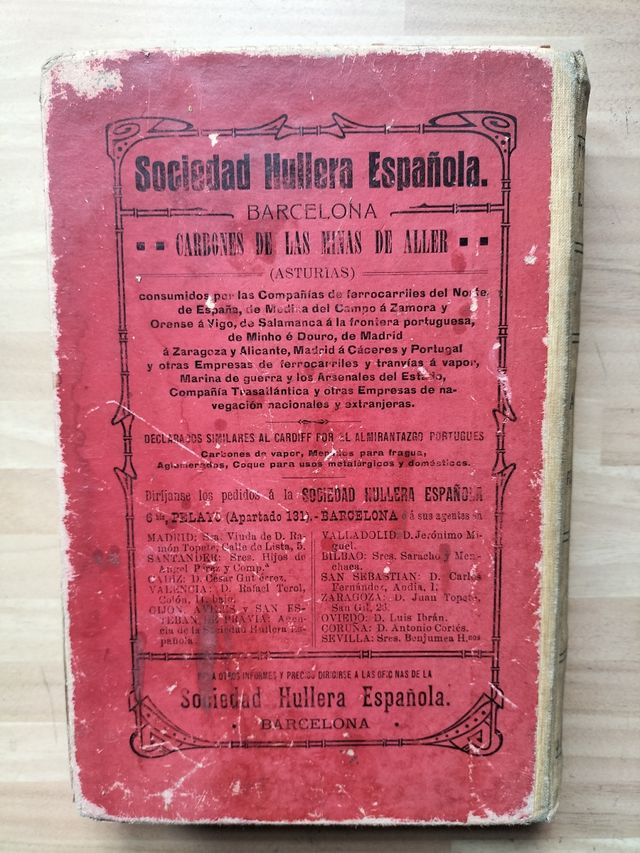 Sociedad Hullera Española.
BARCELONA
CARBONES DE LAS MINAS DE ALLER
(ASTURIAS)
consumidos por las Compañías de ferrocarriles del Norte
de España, de Medina del Campo á Zamora y
Orense á Vigo, de Salamanca á la frontera portuguesa,
de Minho é Douro, de Madrid
á Zaragoza y Alicante, Madrid á Cáceres y Portugal
y otras Empresas de ferrocarriles y tranvías á vapor,
Marina de guerra y los Arsenales del Estado,
Compañía Trasatlántica y otras Empresas de na-
vegación nacionales y extranjeras.
DECLARADOS SIMILARES AL CARDIFF POR EL ALMIRANTAZGO PORTUGUES
Carbones de vapor, Menudos para fragua,
Aglomerados, Coque para usos metalúrgicos y domésticos.
Diríjanse los pedidos á la SOCIEDAD HULLERA ESPAÑOLA
6 bis, PELAYO (Apartado 131).-BARCELONA ó á sus agentes en
MADRID: Sra. Viuda de D. Ra-
món Topete, Calle de Lista, 5.
SANTANDER: Sres. Hijos de
Angel Pérez y Comp.ª
CADIZ: D. César Gutiérrez.
VALENCIA: D. Rafael Terol,
Colón, 11, bajo.
GIJON, AVILES y SAN ES-
TEBAN DE PRAVIA: Agen-
cia de la Sociedad Hullera Es-
pañola.
VALLADOLID: D. Jerónimo Mi-
guel.
BILBAO: Sres. Saracho y Men-
chaca.
SAN SEBASTIAN: D. Carlos
Fernández, Andía, 1.
ZARAGOZA: D. Juan Topete,
San Gil, 23.
OVIEDO: D. Luis Ibrán.
CORUÑA: D. Antonio Cortés.
SEVILLA: Sres. Benjumea H.nos
PARA OTROS INFORMES Y PRECIOS DIRIGIRSE A LAS OFICINAS DE LA
Sociedad Hullera Española.
BARCELONA